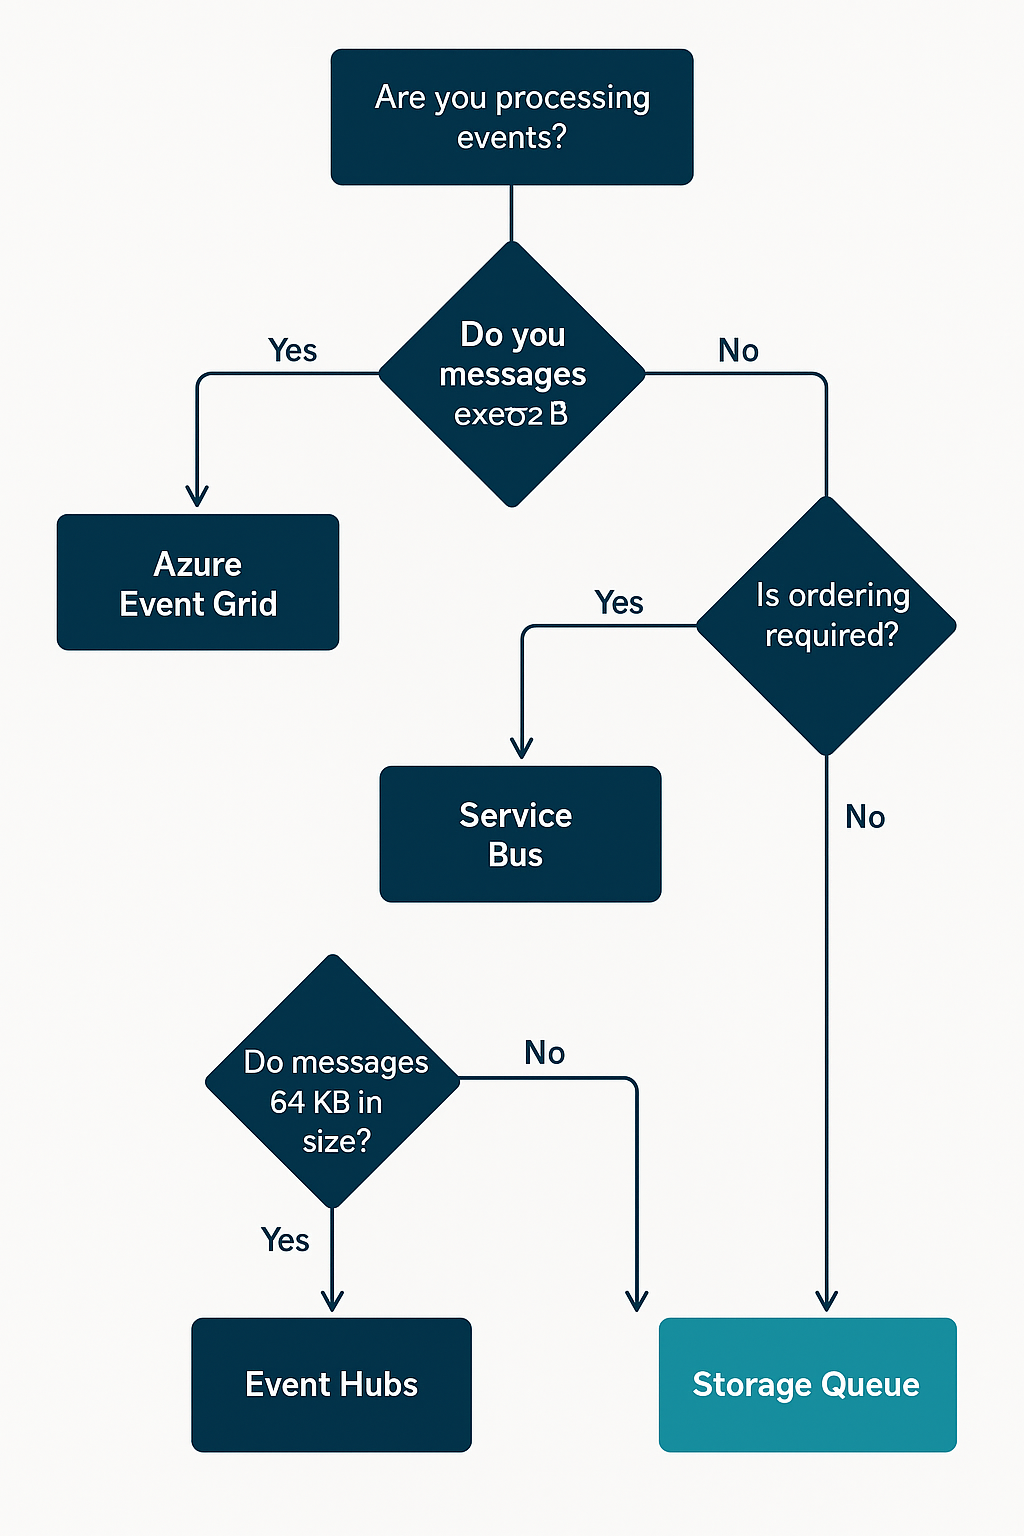 Are you processing
events?
Do you
messages
Yes
No
Azure
Event Grid
Is ordering
required?
Yes
Service
Bus
No
Do messages
64 KB in
size?
No
Yes
Event Hubs
Storage Queue